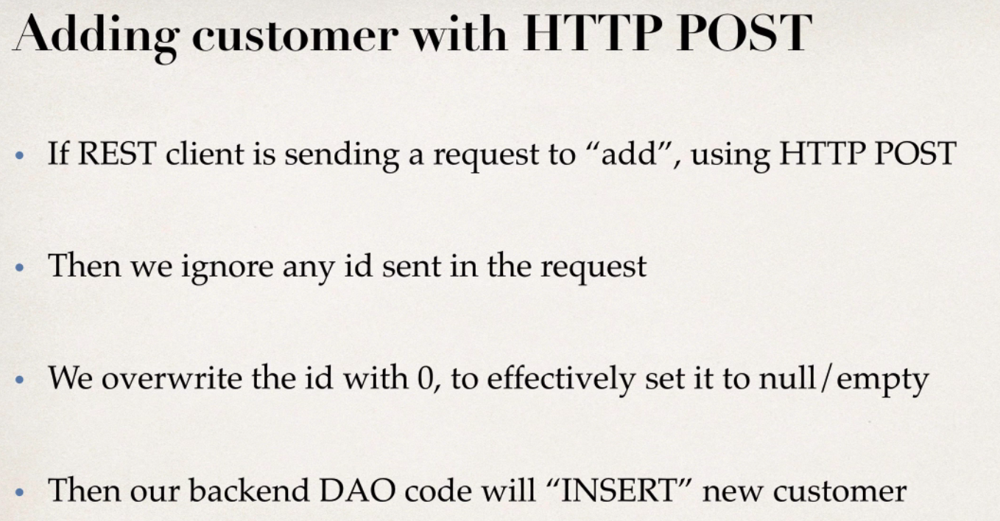 Adding customer with HTTP POST
• If REST client is sending a request to “add”, using HTTP POST
• Then we ignore any id sent in the request
• We overwrite the id with 0, to effectively set it to null/empty
• Then our backend DAO code will “INSERT” new customer